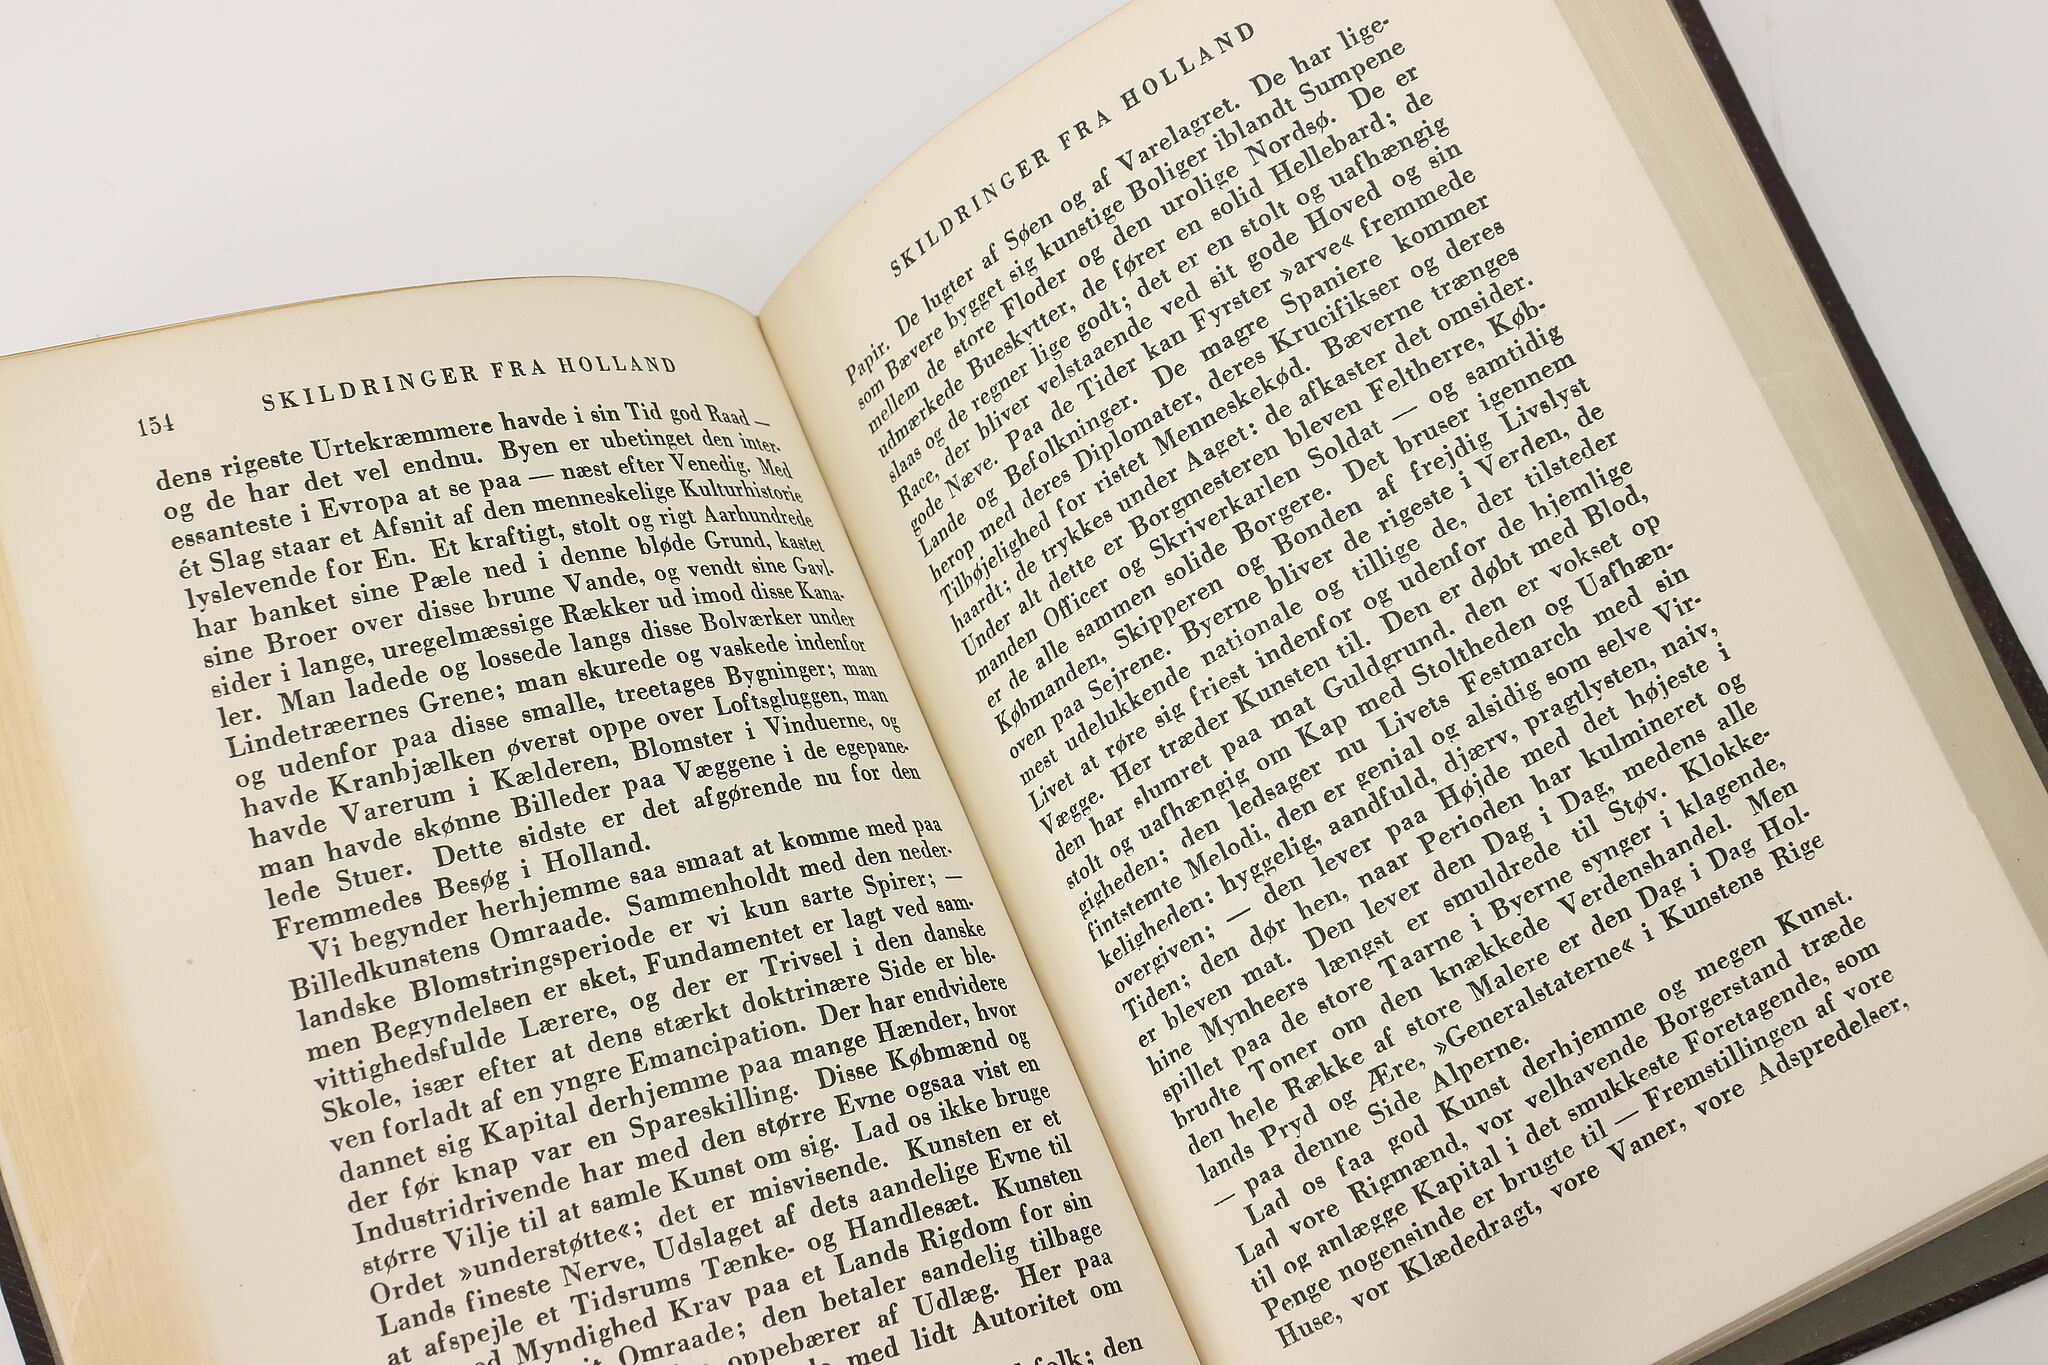 154
SKILDRINGER FRA HOLLAND
dens rigeste Urtekræmmere havde i sin Tid god Raad —
og de har det vel endnu. Byen er ubetinget den inter-
essanteste i Evropa at se paa — næst efter Venedig. Med
ét Slag staar et Afsnit af den menneskelige Kulturhistorie
lyslevende for En. Et kraftigt, stolt og rigt Aarhundrede
har banket sine Pæle ned i denne bløde Grund, kastet
sine Broer over disse brune Vande, og vendt sine Gavl-
sider i lange, uregelmæssige Rækker ud imod disse Kana-
ler. Man ladede og lossede langs disse Bolværker under
Lindetræernes Grene; man skurede og vaskede indenfor
og udenfor paa disse smalle, treetages Bygninger; man
havde Kranbjælken øverst oppe over Loftsgluggen, man
havde Varerum i Kælderen, Blomster i Vinduerne, og
man havde skønne Billeder paa Væggene i de egepane-
lede Stuer. Dette sidste er det afgørende nu for den
Fremmedes Besøg i Holland.
Vi begynder herhjemme saa smaat at komme med paa
Billedkunstens Omraade. Sammenholdt med den neder-
landske Blomstringsperiode er vi kun sarte Spirer; —
men Begyndelsen er sket, Fundamentet er lagt ved sam-
vittighedsfulde Lærere, og der er Trivsel i den danske
Skole, især efter at dens stærkt doktrinære Side er ble-
ven forladt af en yngre Emancipation. Der har endvidere
dannet sig Kapital derhjemme paa mange Hænder, hvor
der før knap var en Spareskilling. Disse Købmænd og
Industridrivende har med den større Evne ogsaa vist en
større Vilje til at samle Kunst om sig. Lad os ikke bruge
Ordet »understøtte«; det er misvisende. Kunsten er et
Lands fineste Nerve, Udslaget af dets aandelige Evne til
at afspejle et Tidsrums Tænke- og Handlesæt. Kunsten
Myndighed Krav paa et Lands Rigdom for sin
Omraade; den betaler sandelig tilbage
oppebærer af Udlæg. Her paa
med lidt Autoritet om
den
SKILDRINGER FRA HOLLAND
Papir. De lugter af Søen og af Varelagret. De har lige-
som Bævere bygget sig kunstige Boliger iblandt Sumpene
mellem de store Floder og den urolige Nordsø. De er
udmærkede Bueskytter, de fører en solid Hellebard; de
slaas og de regner lige godt; det er en stolt og uafhængig
Race, der bliver velstaaende ved sit gode Hoved og sin
gode Næve. Paa de Tider kan Fyrster »arve« fremmede
Lande og Befolkninger. De magre Spaniere kommer
herop med deres Diplomater, deres Krucifikser og deres
Tilbøjelighed for ristet Menneskekød. Bæverne trænges
haardt; de trykkes under Aaget: de afkaster det omsider.
Under alt dette er Borgmesteren bleven Feltherre, Køb-
manden Officer og Skriverkarlen Soldat — og samtidig
er de alle sammen solide Borgere. Det bruser igennem
Købmanden, Skipperen og Bonden af frejdig Livslyst
oven paa Sejrene. Byerne bliver de rigeste i Verden, de
mest udelukkende nationale og tillige de, der tilsteder
Livet at røre sig friest indenfor og udenfor de hjemlige
Vægge. Her træder Kunsten til. Den er døbt med Blod,
den har slumret paa mat Guldgrund. den er vokset op
stolt og uafhængig om Kap med Stoltheden og Uafhæn-
gigheden; den ledsager nu Livets Festmarch med sin
fintstemte Melodi, den er genial og alsidig som selve Vir-
keligheden: hyggelig, aandfuld, djærv, pragtlysten, naiv,
overgiven; — den lever paa Højde med det højeste i
Tiden; den dør hen, naar Perioden har kulmineret og
er bleven mat. Den lever den Dag i Dag, medens alle
hine Mynheers længst er smuldrede til Støv. Klokke-
spillet paa de store Taarne i Byerne synger i klagende,
brudte Toner om den knækkede Verdenshandel. Men
den hele Række af store Malere er den Dag i Dag Hol-
lands Pryd og Ære, »Generalstaterne« i Kunstens Rige
— paa denne Side Alperne.
Lad os faa god Kunst derhjemme og megen Kunst.
Lad vore Rigmænd, vor velhavende Borgerstand træde
til og anlægge Kapital i det smukkeste Foretagende, som
Penge nogensinde er brugte til — Fremstillingen af vore
Huse, vor Klædedragt, vore Vaner, vore Adspredelser,